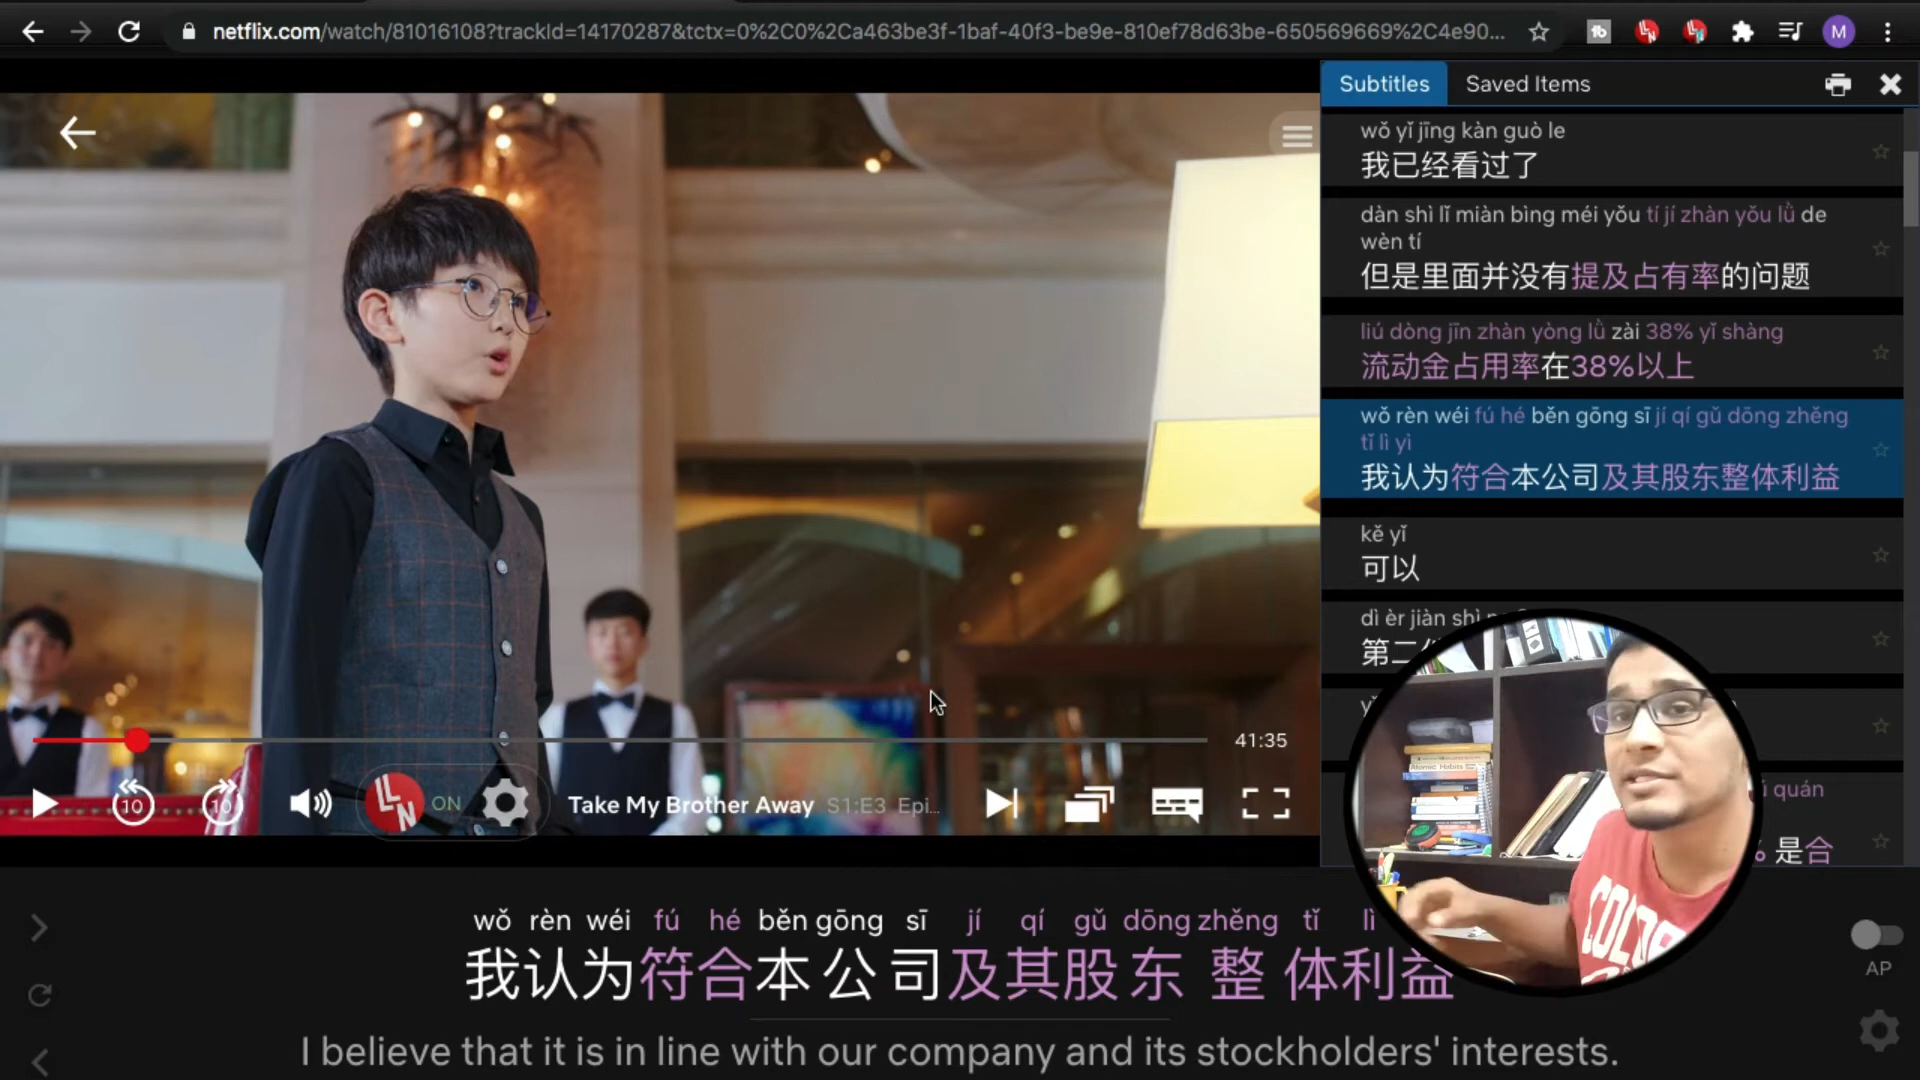 netflix.com/watch/81016108?trackId=14170287&tctx=0%2C0%2Ca463be3f-1baf-40f3-be9e-810ef78d63be-650569669%2C4e90...
M
Subtitles
Saved Items
wǒ yǐ jīng kàn guò le
我已经看过了
dàn shì lǐ miàn bìng méi yǒu tí jí zhàn yǒu lǜ de
wèn tí
但是里面并没有提及占有率的问题
liú dòng jīn zhàn yòng lǜ zài 38% yǐ shàng
流动金占用率在38%以上
wǒ rèn wéi fú hé běn gōng sī jí qí gǔ dōng zhěng
tǐ lì yì
我认为符合本公司及其股东整体利益
kě yǐ
可以
dì èr jiàn shì
第二
quán
是合
41:35
10
10
LLN
ON
Take My Brother Away S1:E3 Epi...
Atomic Habits
wǒ rèn wéi fú hé běn gōng sī jí qí gǔ dōng zhěng tǐ lì
我认为符合本公司及其股东整体利益
I believe that it is in line with our company and its stockholders' interests.
AP